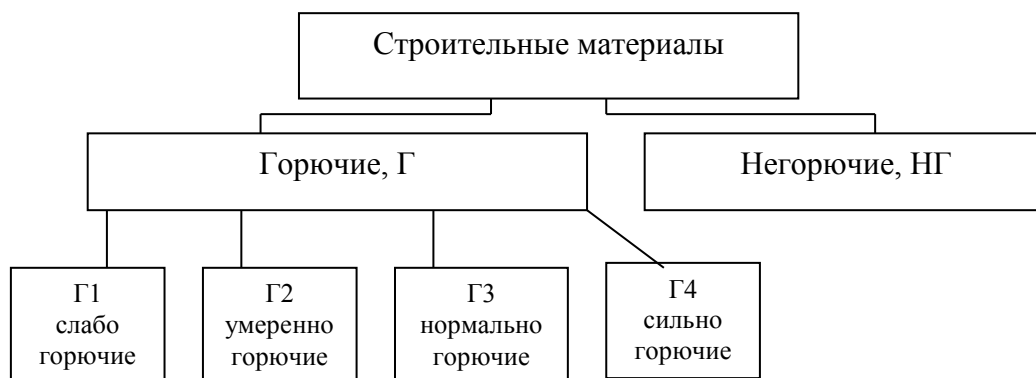 Строительные материалы
Горючие, Г
Негорючие, НГ
Г1
слабо
горючие
Г2
умеренно
горючие
Г3
нормально
горючие
Г4
сильно
горючие